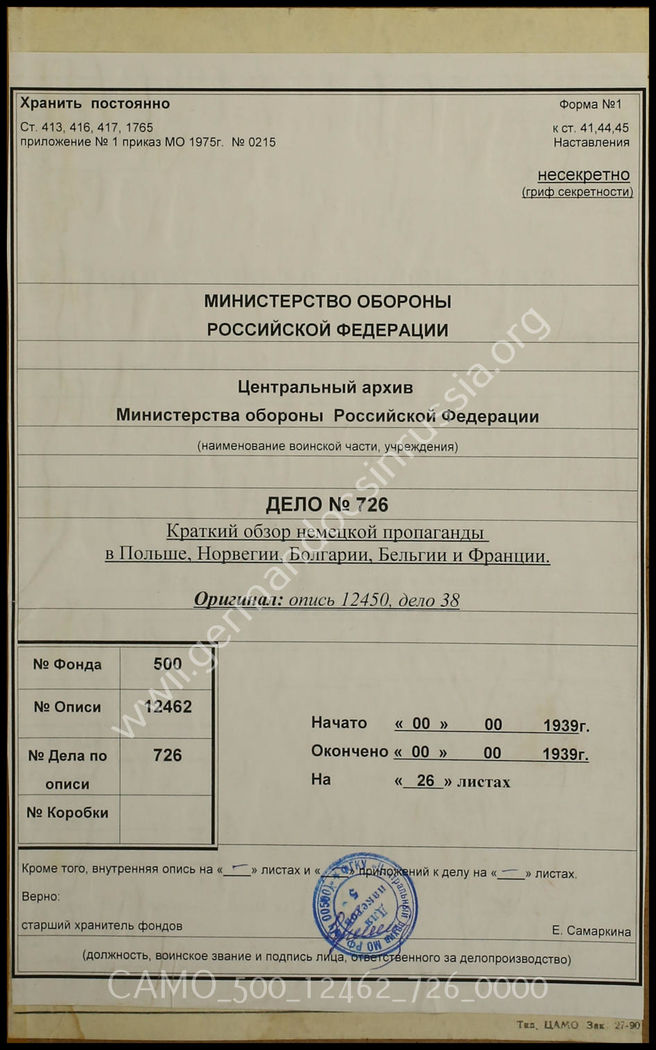 Хранить постоянно
Форма №1
Ст. 413, 416, 417, 1765
к ст. 41,44,45
приложение № 1 приказ МО 1975г. № 0215
Наставления
несекретно
(гриф секретности)
МИНИСТЕРСТВО ОБОРОНЫ
РОССИЙСКОЙ ФЕДЕРАЦИИ
Центральный архив
Министерства обороны Российской Федерации
(наименование воинской части, учреждения)
ДЕЛО № 726
Краткий обзор немецкой пропаганды
в Польше, Норвегии, Болгарии, Бельгии и Франции.
Оригинал: опись 12450, дело 38
№ Фонда 500
№ Описи 12462
№ Дела по описи 726
№ Коробки
Начато « 00 » 00 1939г.
Окончено « 00 » 00 1939г.
На « 26 » листах
Кроме того, внутренняя опись на « — » листах и « » приложений к делу на « — » листах.
Верно:
старший хранитель фондов
Е. Самаркина
(должность, воинское звание и подпись лица, ответственного за делопроизводство)
Для пакетов
5
www.germandocsinrussia.org
CAMO_500_12462_726_0000
Тип. ЦАМО Зак. 27-90